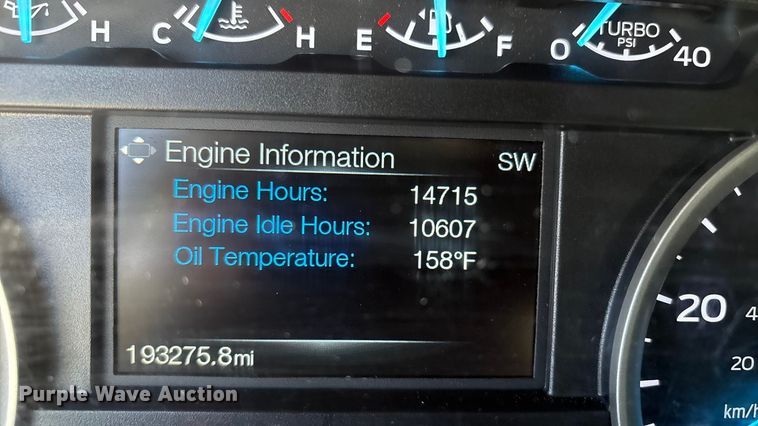 H C H E F 0 TURBO PSI 40
Engine Information SW
Engine Hours: 14715
Engine Idle Hours: 10607
Oil Temperature: 158°F
193275.8mi
20
4
20
km/h
Purple Wave Auction